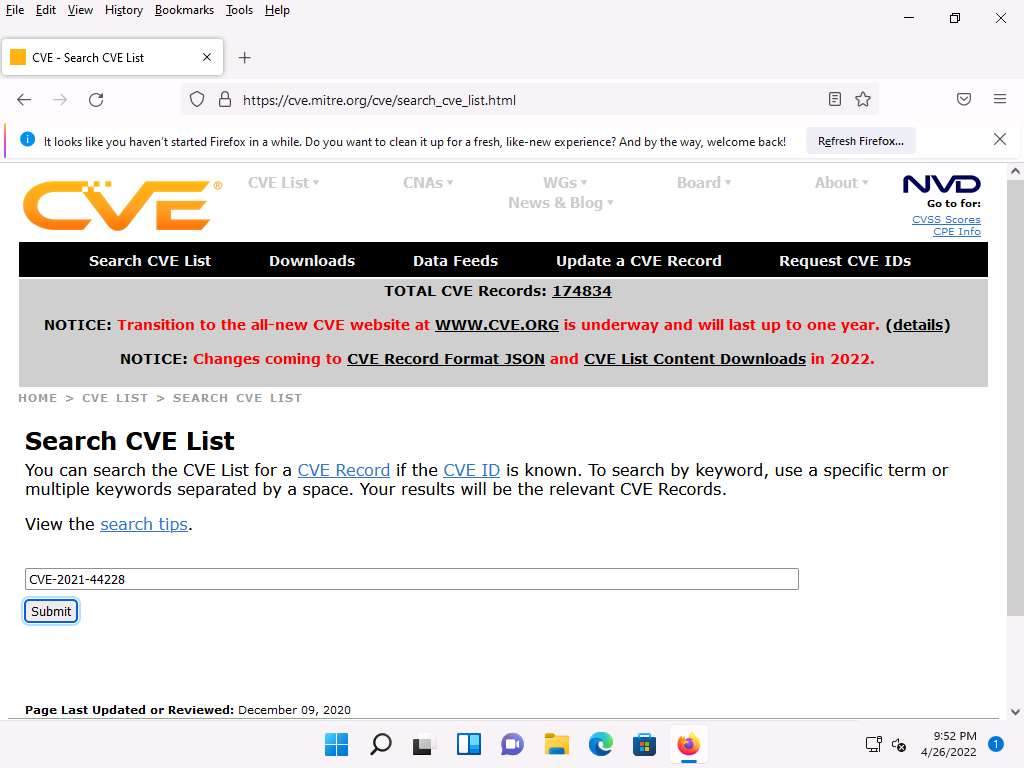 File Edit View History Bookmarks Tools Help
CVE - Search CVE List
https://cve.mitre.org/cve/search_cve_list.html
It looks like you haven't started Firefox in a while. Do you want to clean it up for a fresh, like-new experience? And by the way, welcome back! Refresh Firefox...
CVE® CVE List CNAs WGs Board About NVD
News & Blog
Go to for:
CVSS Scores
CPE Info
Search CVE List Downloads Data Feeds Update a CVE Record Request CVE IDs
TOTAL CVE Records: 174834
NOTICE: Transition to the all-new CVE website at WWW.CVE.ORG is underway and will last up to one year. (details)
NOTICE: Changes coming to CVE Record Format JSON and CVE List Content Downloads in 2022.
HOME > CVE LIST > SEARCH CVE LIST
Search CVE List
You can search the CVE List for a CVE Record if the CVE ID is known. To search by keyword, use a specific term or
multiple keywords separated by a space. Your results will be the relevant CVE Records.
View the search tips.
CVE-2021-44228
Submit
Page Last Updated or Reviewed: December 09, 2020
9:52 PM
4/26/2022
1